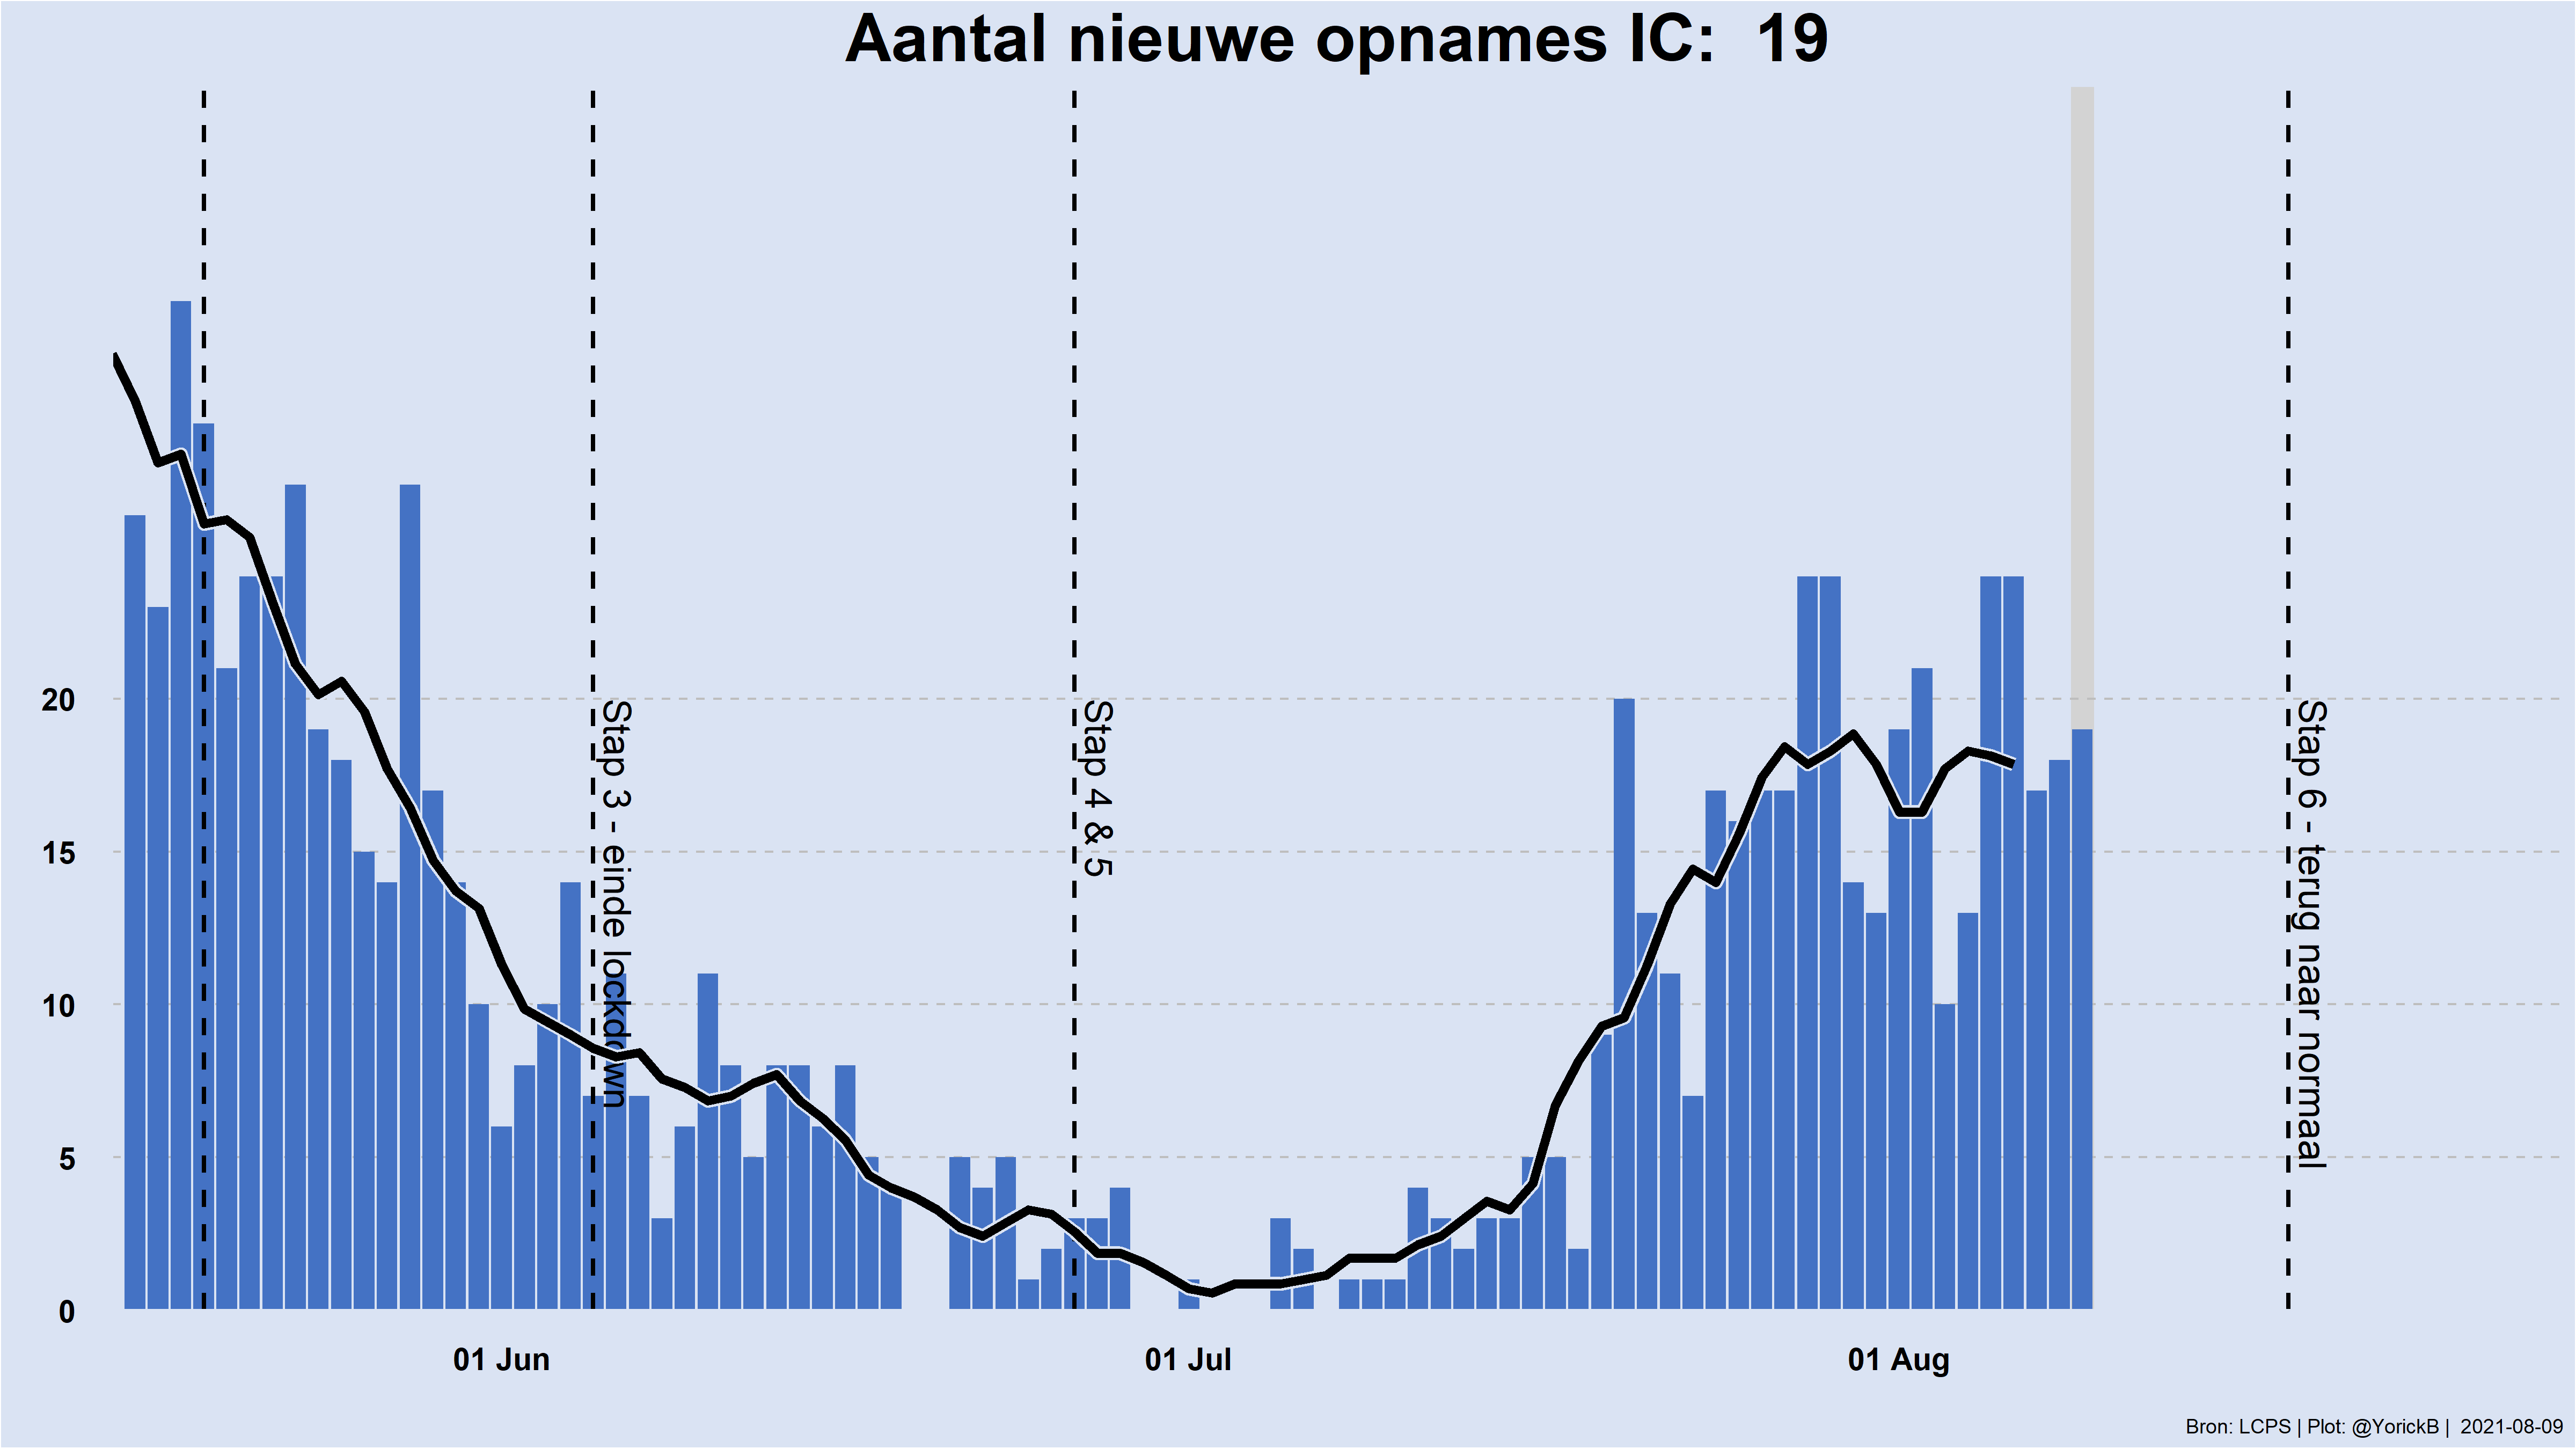 Aantal nieuwe opnames IC:  19
20
15
10
5
0
Stap 3 - einde lockdown
Stap 4 & 5
Stap 6 - terug naar normaal
01 Jun
01 Jul
01 Aug
Bron: LCPS | Plot: @YorickB |  2021-08-09